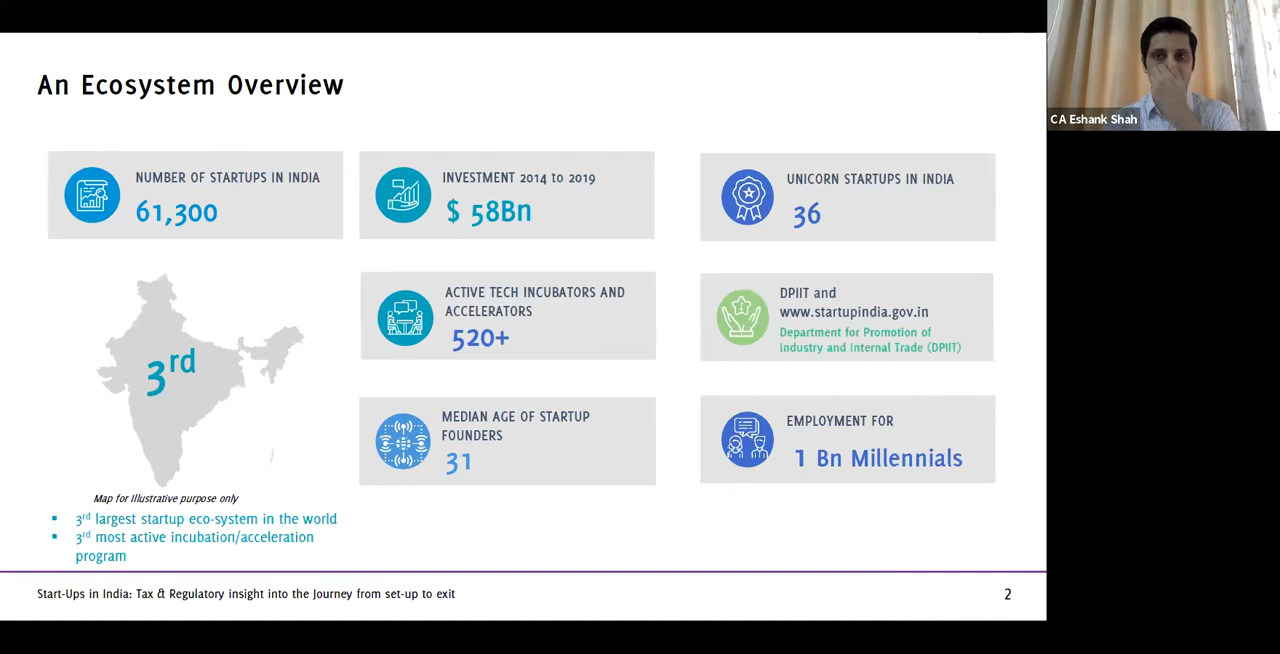 An Ecosystem Overview
CA Eshank Shah
NUMBER OF STARTUPS IN INDIA
61,300
INVESTMENT 2014 to 2019
$ 58Bn
UNICORN STARTUPS IN INDIA
36
3rd
ACTIVE TECH INCUBATORS AND
ACCELERATORS
520+
DPIIT and
www.startupindia.gov.in
Department for Promotion of
Industry and Internal Trade (DPIIT)
MEDIAN AGE OF STARTUP
FOUNDERS
31
EMPLOYMENT FOR
1 Bn Millennials
Map for Illustrative purpose only
▪ 3rd largest startup eco-system in the world
▪ 3rd most active incubation/acceleration
program
Start-Ups in India: Tax & Regulatory insight into the Journey from set-up to exit
2